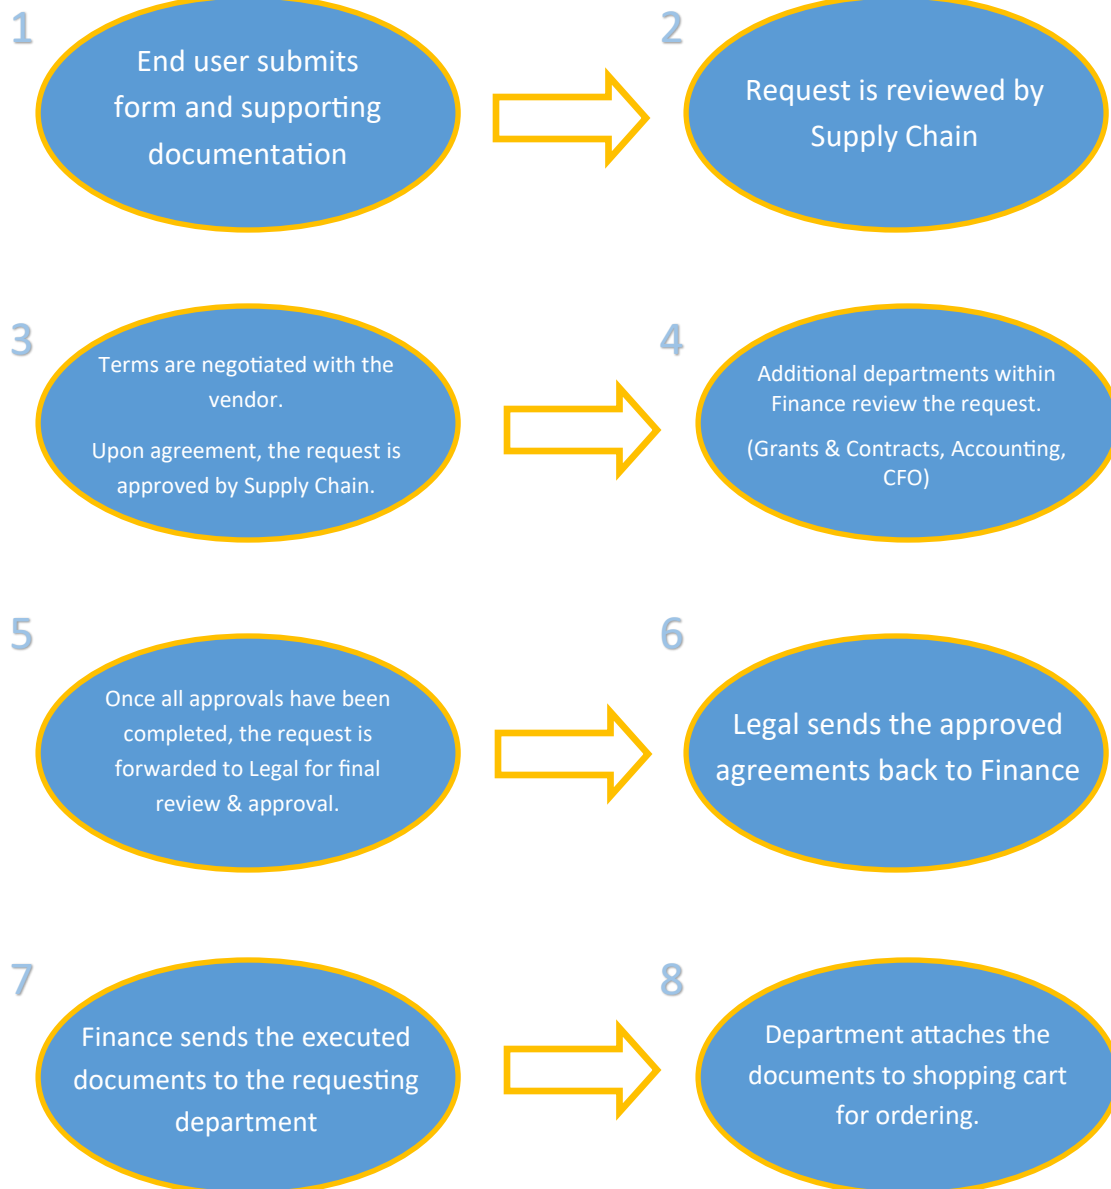 1
End user submits
form and supporting
documentation
2
Request is reviewed by
Supply Chain
3
Terms are negotiated with the
vendor.
Upon agreement, the request is
approved by Supply Chain.
4
Additional departments within
Finance review the request.
(Grants & Contracts, Accounting,
CFO)
5
Once all approvals have been
completed, the request is
forwarded to Legal for final
review & approval.
6
Legal sends the approved
agreements back to Finance
7
Finance sends the executed
documents to the requesting
department
8
Department attaches the
documents to shopping cart
for ordering.